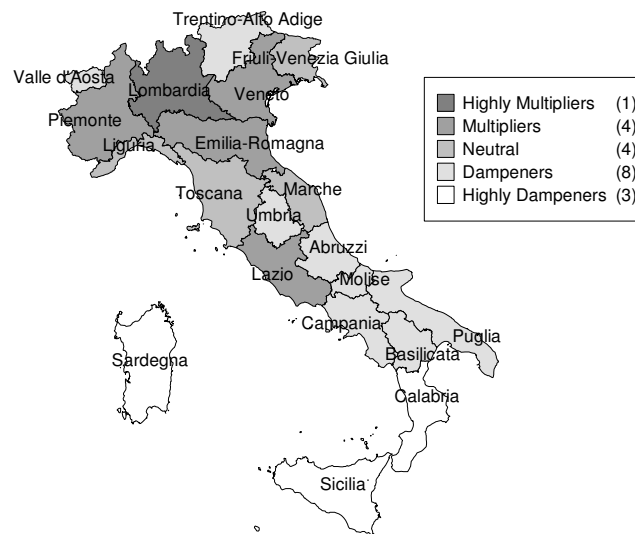 Trentino-Alto Adige
Friuli-Venezia Giulia
Valle d'Aosta
Lombardia
Veneto
Piemonte
Emilia-Romagna
Liguria
Toscana
Marche
Umbria
Abruzzi
Lazio
Molise
Campania
Puglia
Basilicata
Sardegna
Calabria
Sicilia
Highly Multipliers (1)
Multipliers (4)
Neutral (4)
Dampeners (8)
Highly Dampeners (3)